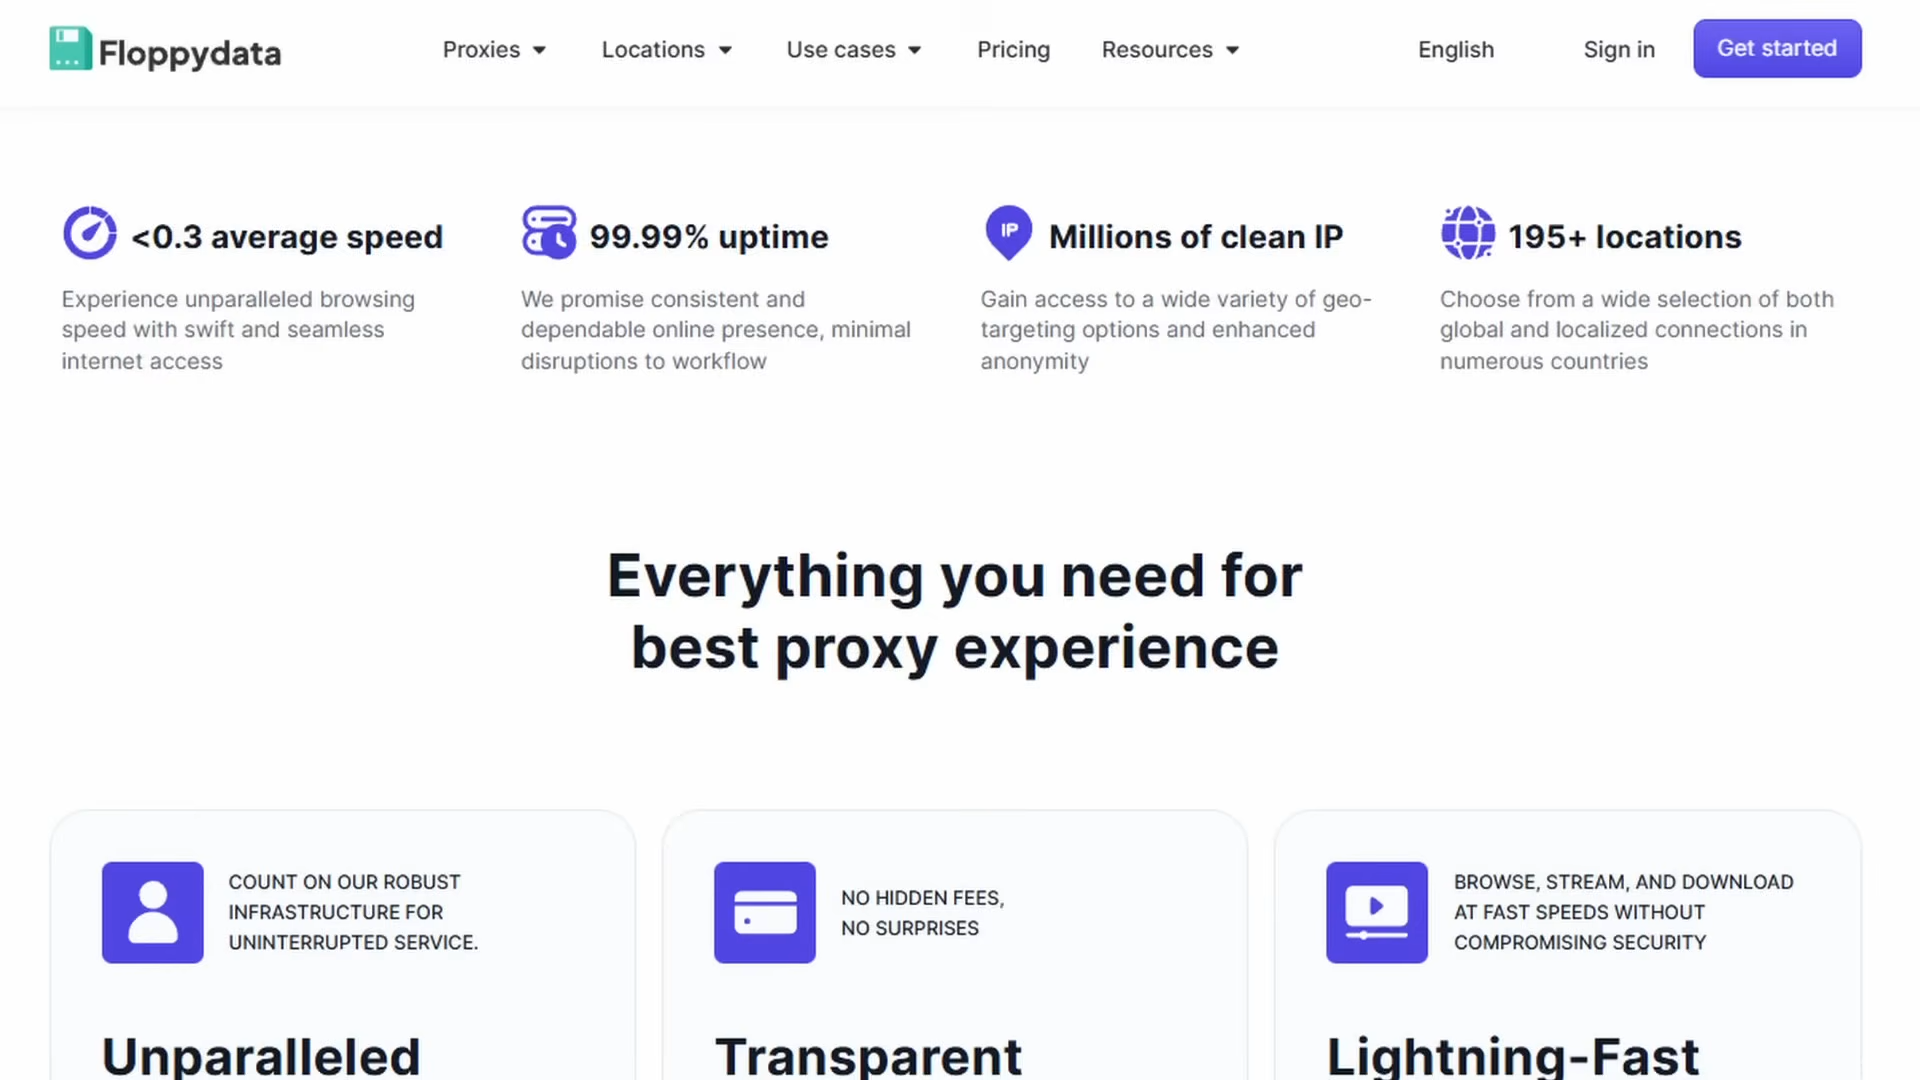 Floppydata
Proxies
Locations
Use cases
Pricing
Resources
English
Sign in
Get started
<0.3 average speed
Experience unparalleled browsing
speed with swift and seamless
internet access
99.99% uptime
We promise consistent and
dependable online presence, minimal
disruptions to workflow
IP
Millions of clean IP
Gain access to a wide variety of geo-
targeting options and enhanced
anonymity
195+ locations
Choose from a wide selection of both
global and localized connections in
numerous countries
Everything you need for
best proxy experience
COUNT ON OUR ROBUST
INFRASTRUCTURE FOR
UNINTERRUPTED SERVICE.
Unparalleled
NO HIDDEN FEES,
NO SURPRISES
Transparent
BROWSE, STREAM, AND DOWNLOAD
AT FAST SPEEDS WITHOUT
COMPROMISING SECURITY
Lightning-Fast